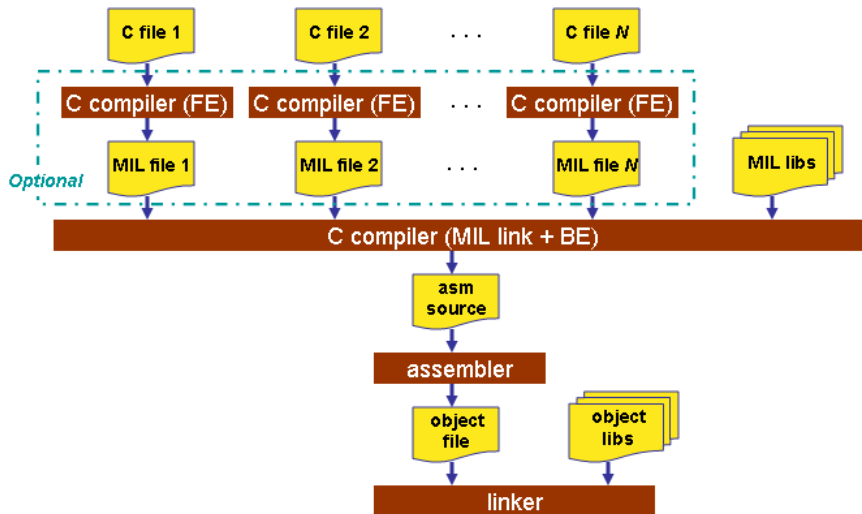 C file 1
C file 2
. . .
C file N
C compiler (FE)
C compiler (FE)
. . .
C compiler (FE)
MIL file 1
MIL file 2
. . .
MIL file N
MIL libs
Optional
C compiler (MIL link + BE)
asm
source
assembler
object
file
object
libs
linker